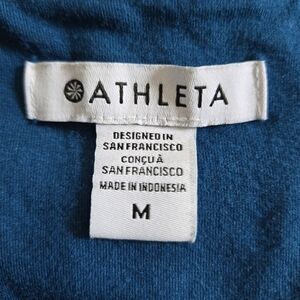 ATHLETA
DESIGNED IN
SAN FRANCISCO
CONÇU À
SAN FRANCISCO
MADE IN INDONESIA
M